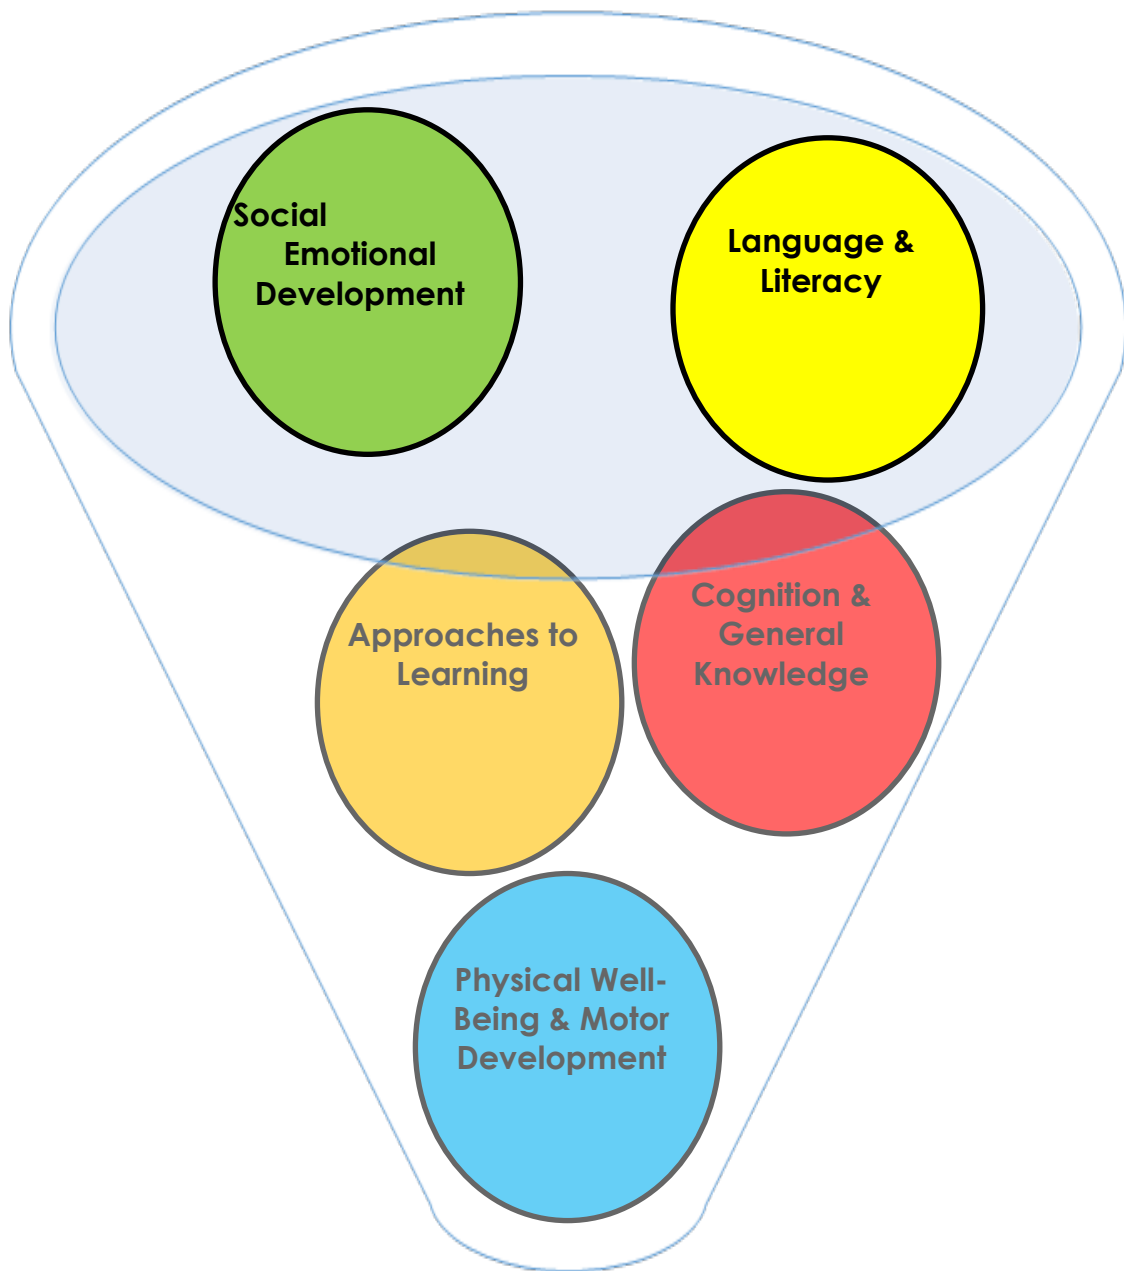 Social
Emotional
Development
Language &
Literacy
Approaches to
Learning
Cognition &
General
Knowledge
Physical Well-
Being & Motor
Development